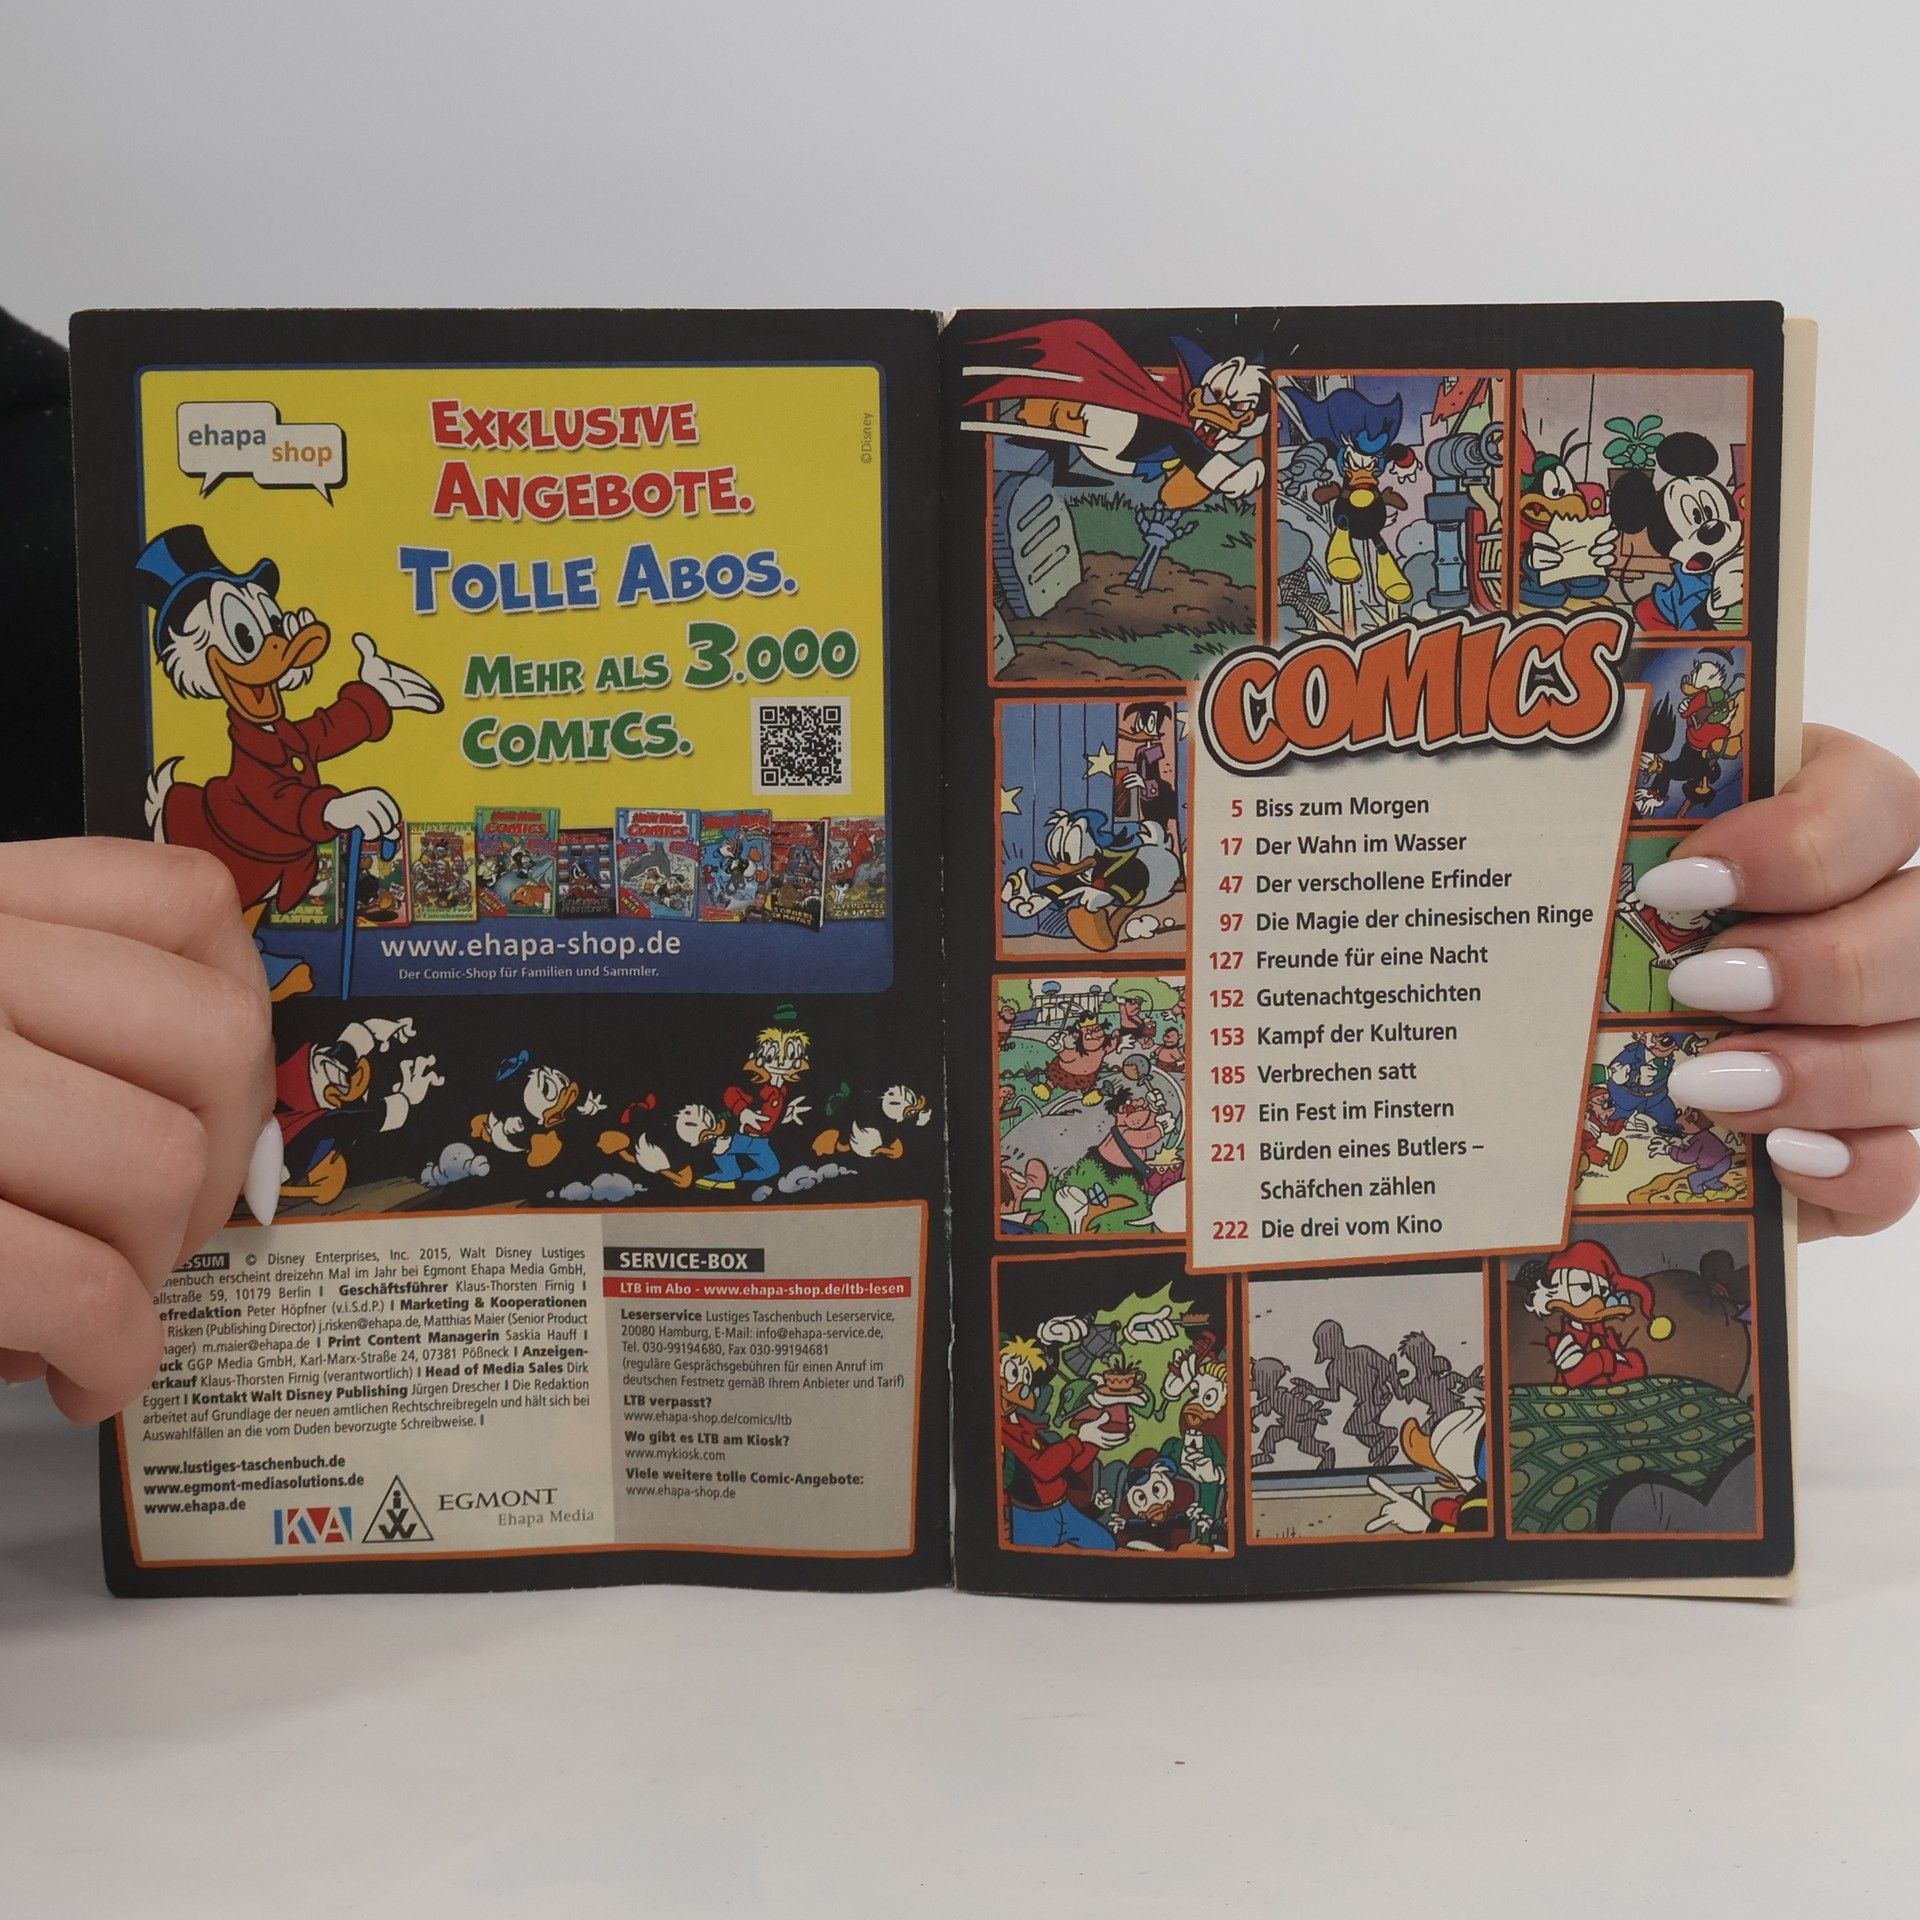 ehapa
shop
EXKLUSIVE
ANGEBOTE.
TOLLE ABOS.
MEHR ALS 3.000
COMICS.
©Disney
www.ehapa-shop.de
Der Comic-Shop für Familien und Sammler.
SSUM © Disney Enterprises, Inc. 2015, Walt Disney Lustiges
henbuch erscheint dreizehn Mal im Jahr bei Egmont Ehapa Media GmbH,
allstraße 59, 10179 Berlin I Geschäftsführer Klaus-Thorsten Firnig I
efredaktion Peter Höpfner (v.i.S.d.P.) I Marketing & Kooperationen
Risken (Publishing Director) j.risken@ehapa.de, Matthias Maier (Senior Product
nager) m.maier@ehapa.de I Print Content Managerin Saskia Hauff I
uck GGP Media GmbH, Karl-Marx-Straße 24, 07381 Pößneck I Anzeigen-
erkauf Klaus-Thorsten Firnig (verantwortlich) I Head of Media Sales Dirk
Eggert I Kontakt Walt Disney Publishing Jürgen Drescher I Die Redaktion
arbeitet auf Grundlage der neuen amtlichen Rechtschreibregeln und hält sich bei
Auswahlfällen an die vom Duden bevorzugte Schreibweise. I
www.lustiges-taschenbuch.de
www.egmont-mediasolutions.de
www.ehapa.de
KVA
IVW
EGMONT
Ehapa Media
SERVICE-BOX
LTB im Abo - www.ehapa-shop.de/ltb-lesen
Leserservice Lustiges Taschenbuch Leserservice,
20080 Hamburg, E-Mail: info@ehapa-service.de,
Tel. 030-99194680, Fax 030-99194681
(reguläre Gesprächsgebühren für einen Anruf im
deutschen Festnetz gemäß Ihrem Anbieter und Tarif)
LTB verpasst?
www.ehapa-shop.de/comics/ltb
Wo gibt es LTB am Kiosk?
www.mykiosk.com
Viele weitere tolle Comic-Angebote:
www.ehapa-shop.de
COMICS
5 Biss zum Morgen
17 Der Wahn im Wasser
47 Der verschollene Erfinder
97 Die Magie der chinesischen Ringe
127 Freunde für eine Nacht
152 Gutenachtgeschichten
153 Kampf der Kulturen
185 Verbrechen satt
197 Ein Fest im Finstern
221 Bürden eines Butlers –
Schäfchen zählen
222 Die drei vom Kino